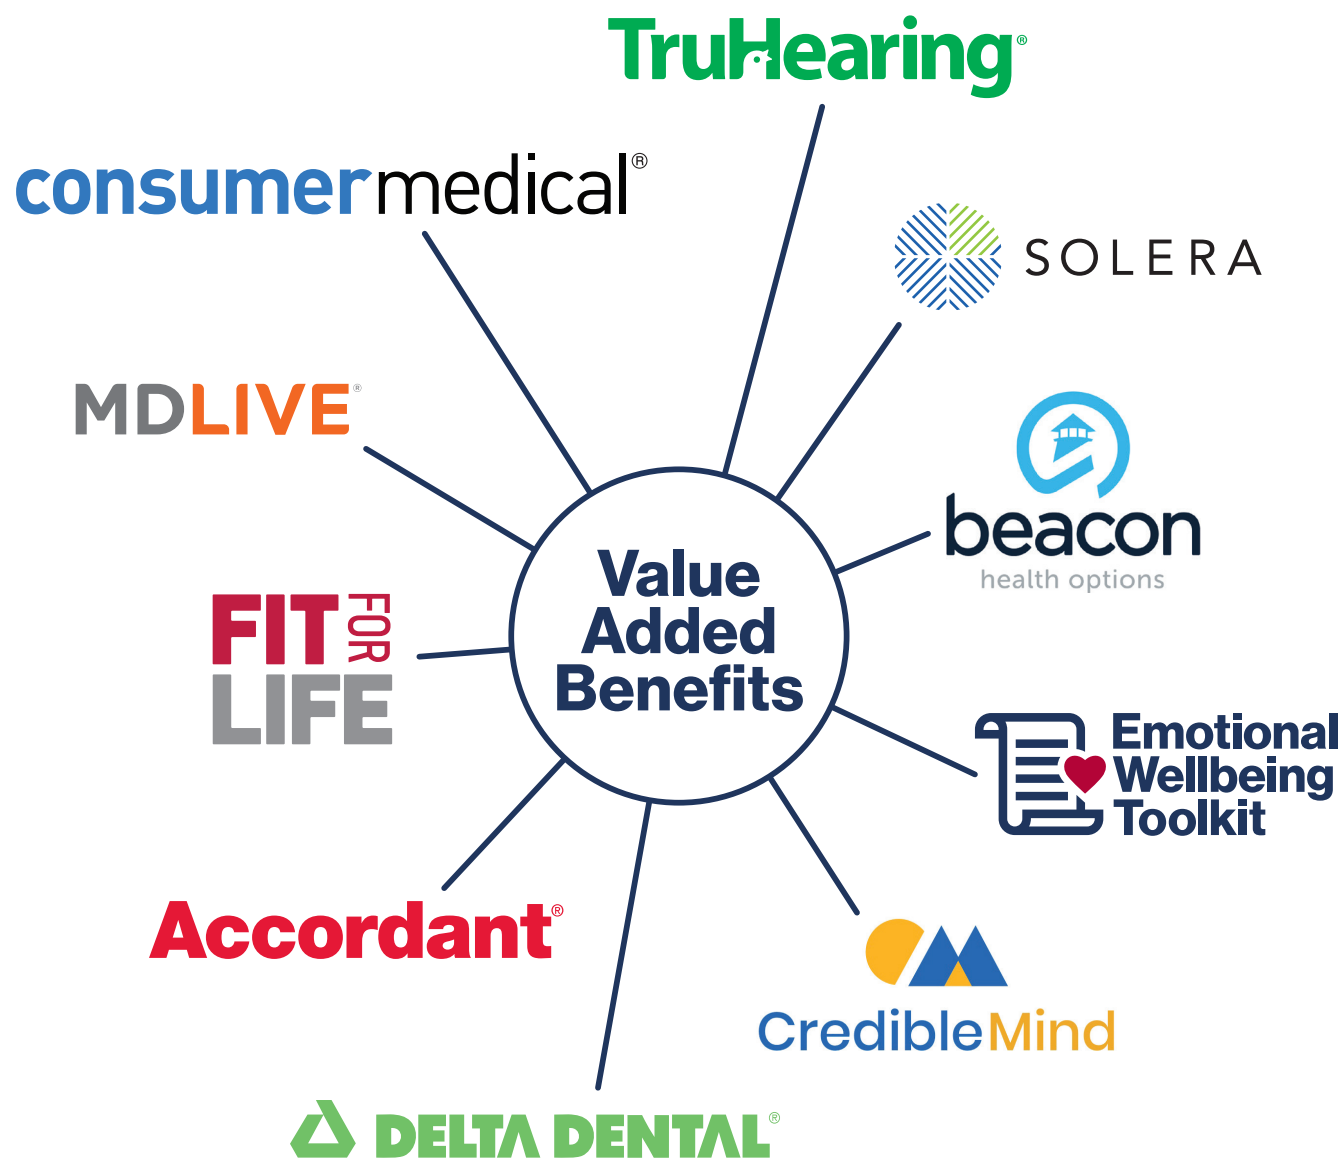 TruHearing®
consumermedical®
SOLERA
MDLIVE®
beacon
health options
Value
Added
Benefits
FIT FOR
LIFE
Emotional
Wellbeing
Toolkit
Accordant®
CredibleMind
DELTA DENTAL®